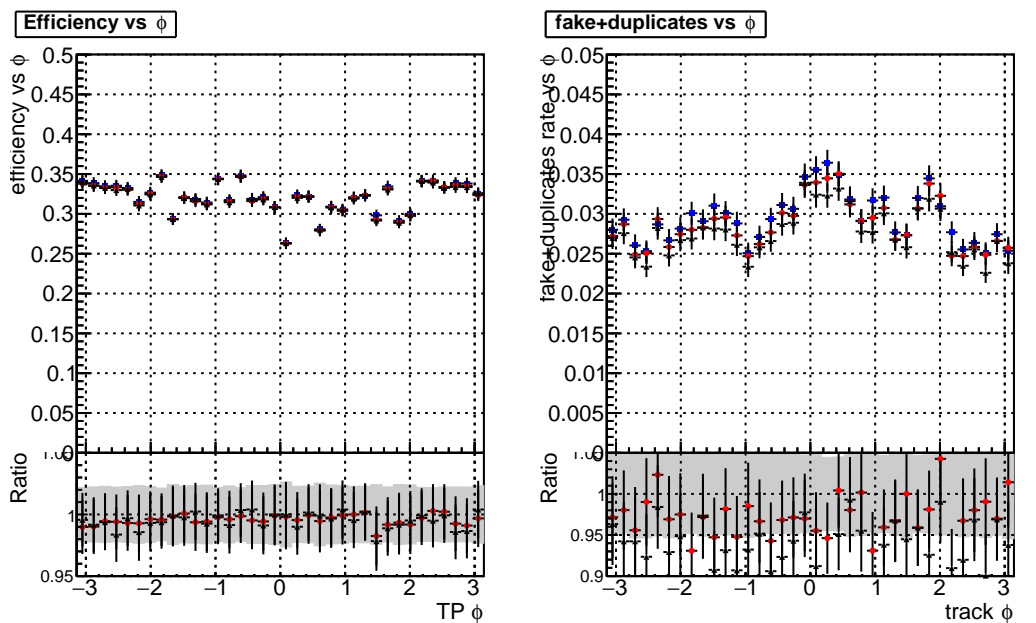 Efficiency vs ϕ
efficiency vs ϕ
0.5
0.45
0.4
0.35
0.3
0.25
0.2
0.15
0.1
0.05
0
Ratio
1
0.95
−3 −2 −1 0 1 2 3
TP ϕ
fake+duplicates vs ϕ
fake+duplicates rate vs ϕ
0.05
0.045
0.04
0.035
0.03
0.025
0.02
0.015
0.01
0.005
0
Ratio
1
0.95
0.9
−3 −2 −1 0 1 2 3
track ϕ